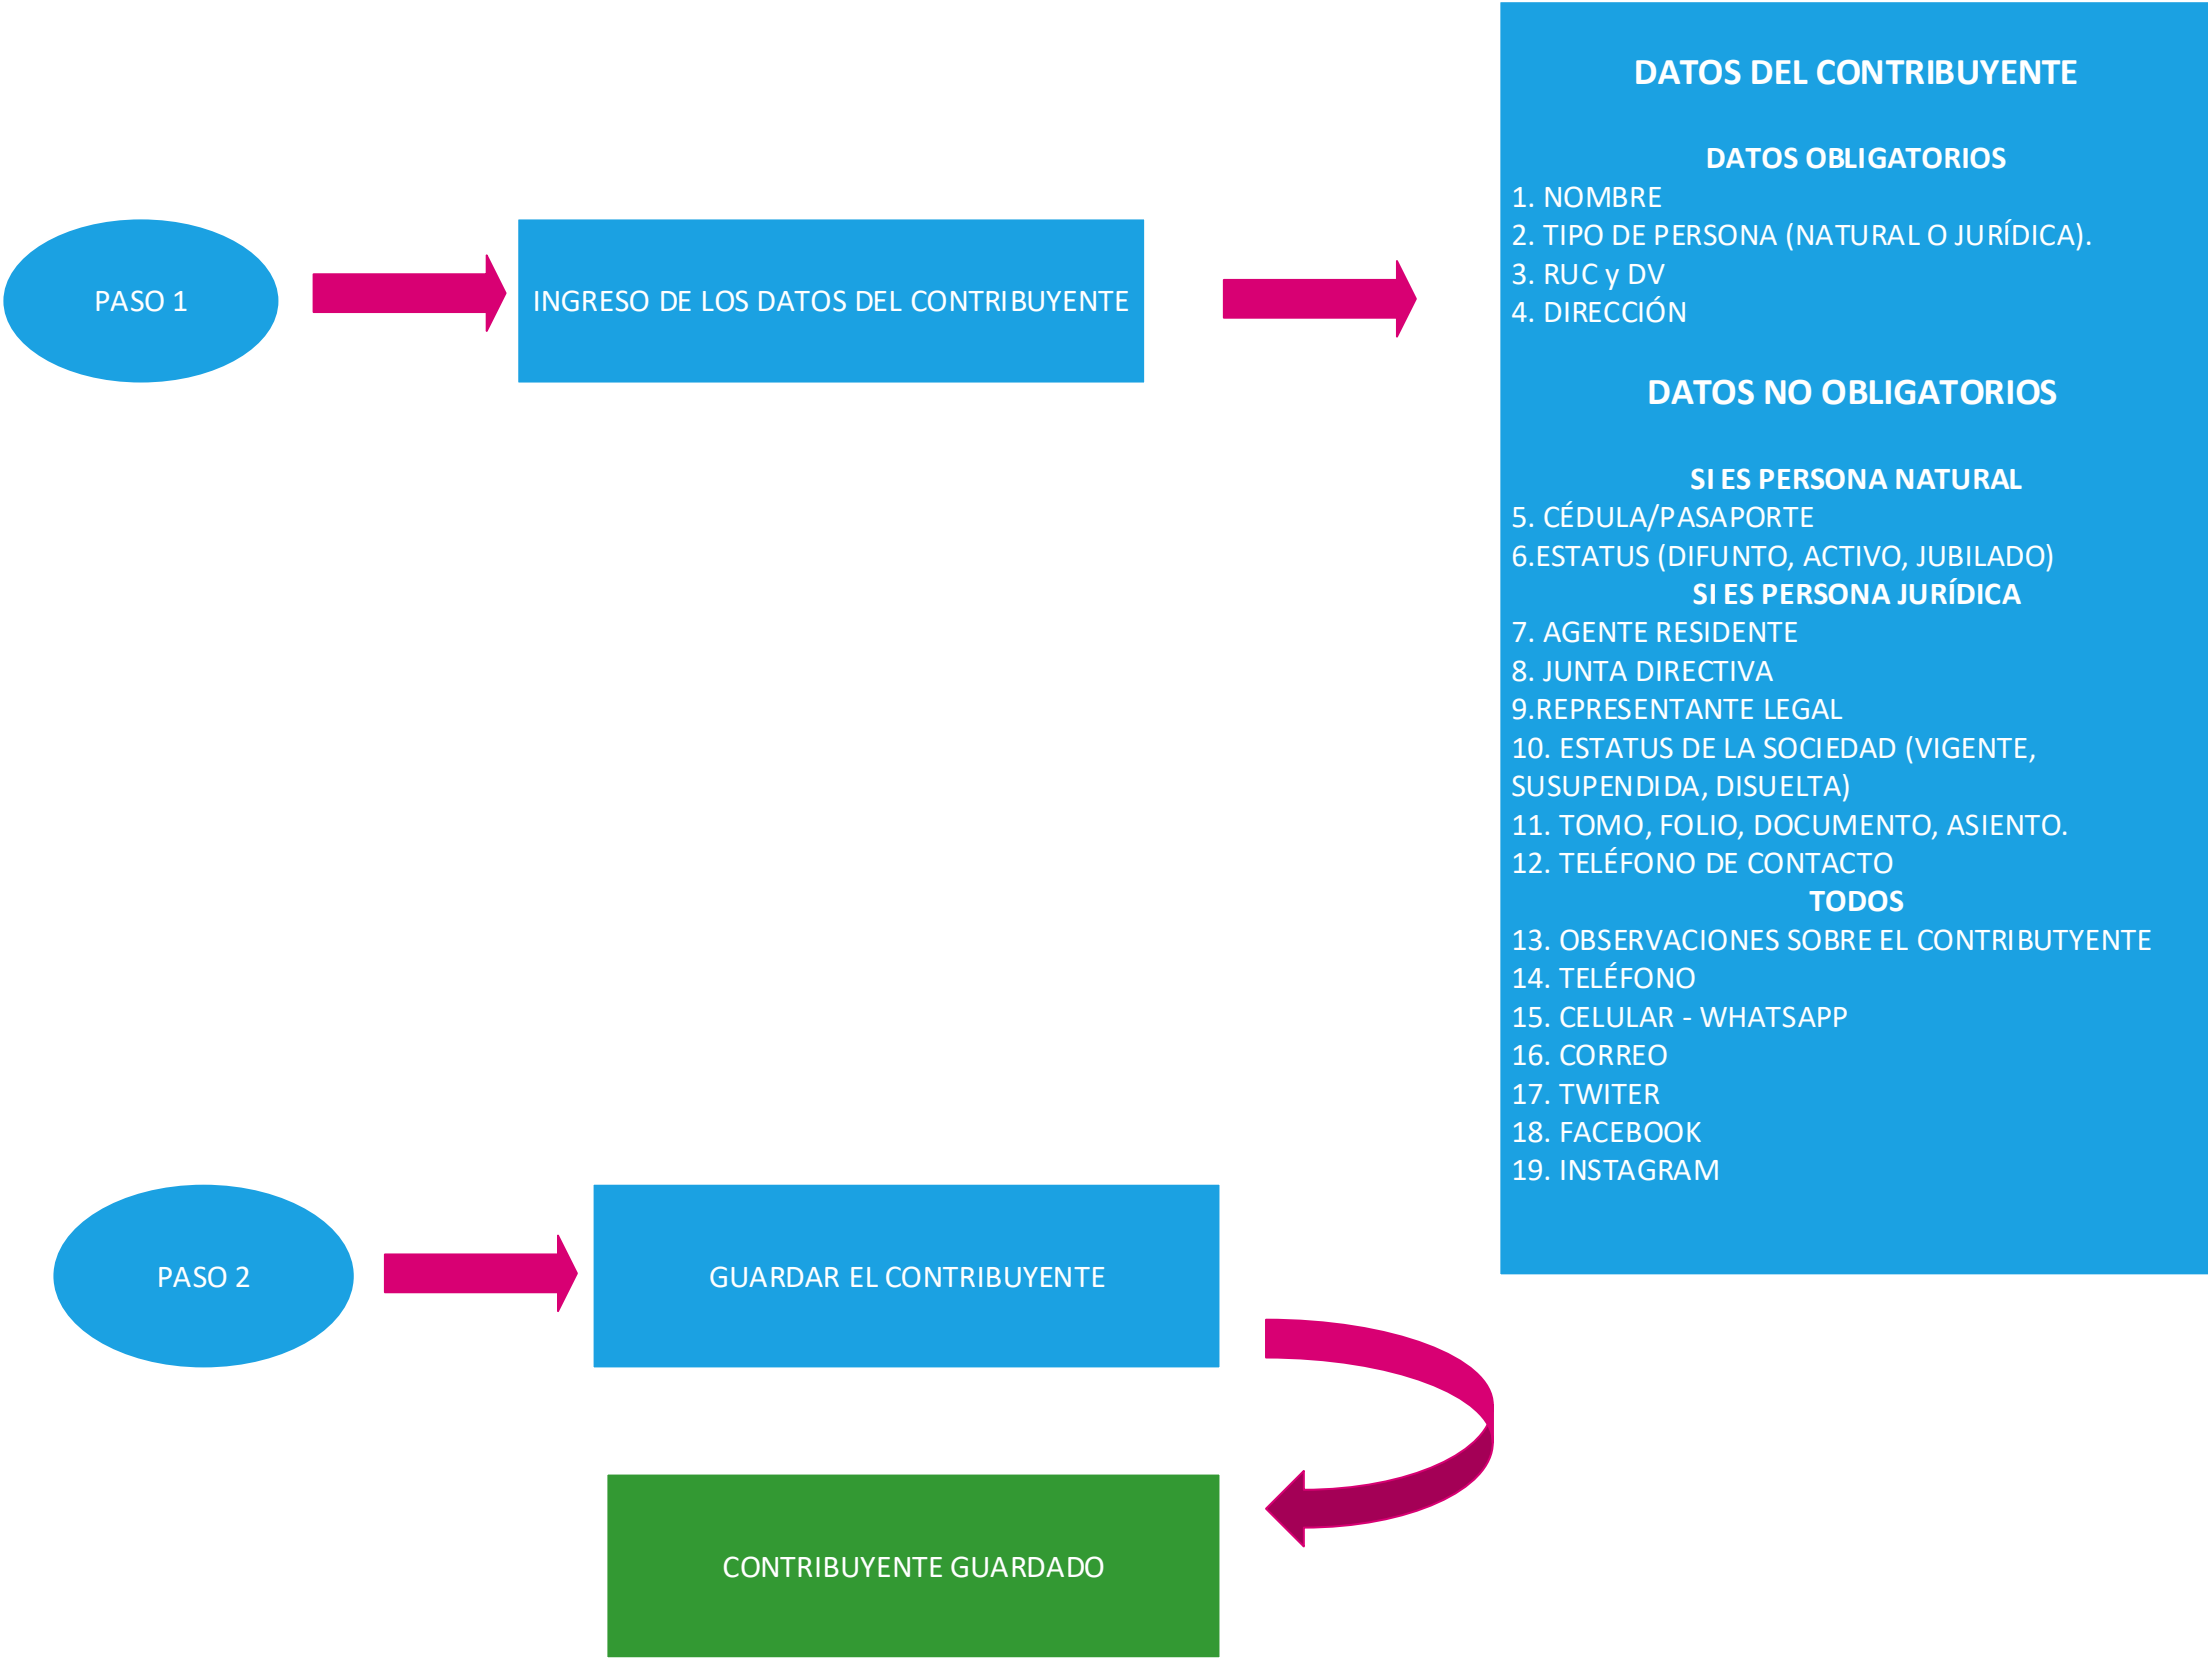 PASO 1
INGRESO DE LOS DATOS DEL CONTRIBUYENTE
DATOS DEL CONTRIBUYENTE
DATOS OBLIGATORIOS
1. NOMBRE
2. TIPO DE PERSONA (NATURAL O JURÍDICA).
3. RUC y DV
4. DIRECCIÓN
DATOS NO OBLIGATORIOS
SI ES PERSONA NATURAL
5. CÉDULA/PASAPORTE
6.ESTATUS (DIFUNTO, ACTIVO, JUBILADO)
SI ES PERSONA JURÍDICA
7. AGENTE RESIDENTE
8. JUNTA DIRECTIVA
9.REPRESENTANTE LEGAL
10. ESTATUS DE LA SOCIEDAD (VIGENTE,
SUSUPENDIDA, DISUELTA)
11. TOMO, FOLIO, DOCUMENTO, ASIENTO.
12. TELÉFONO DE CONTACTO
TODOS
13. OBSERVACIONES SOBRE EL CONTRIBUTYENTE
14. TELÉFONO
15. CELULAR - WHATSAPP
16. CORREO
17. TWITER
18. FACEBOOK
19. INSTAGRAM
PASO 2
GUARDAR EL CONTRIBUYENTE
CONTRIBUYENTE GUARDADO